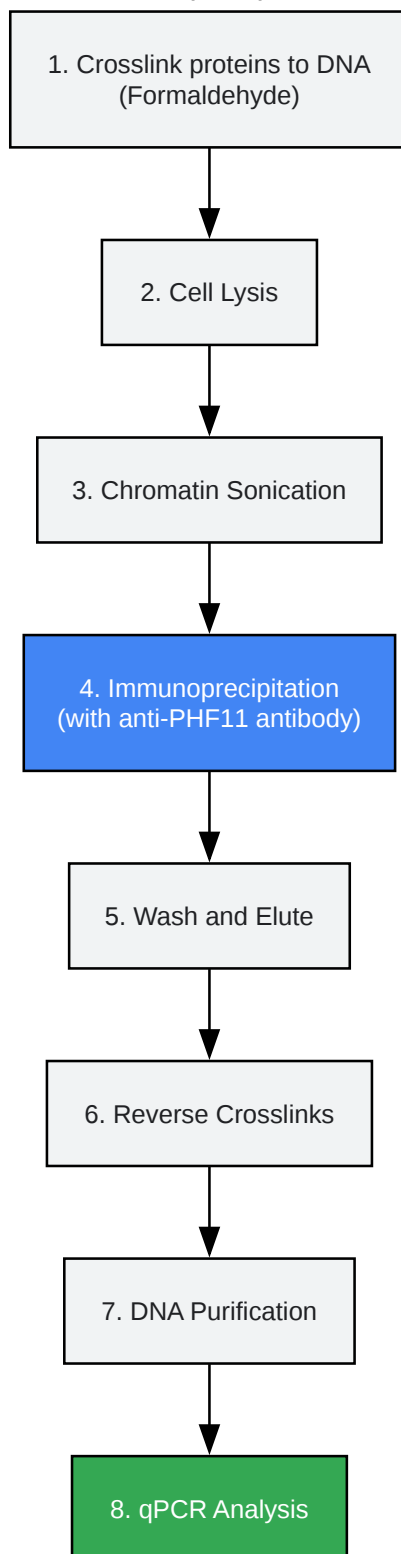 1. Crosslink proteins to DNA
(Formaldehyde)
2. Cell Lysis
3. Chromatin Sonication
4. Immunoprecipitation
(with anti-PHF11 antibody)
5. Wash and Elute
6. Reverse Crosslinks
7. DNA Purification
8. qPCR Analysis